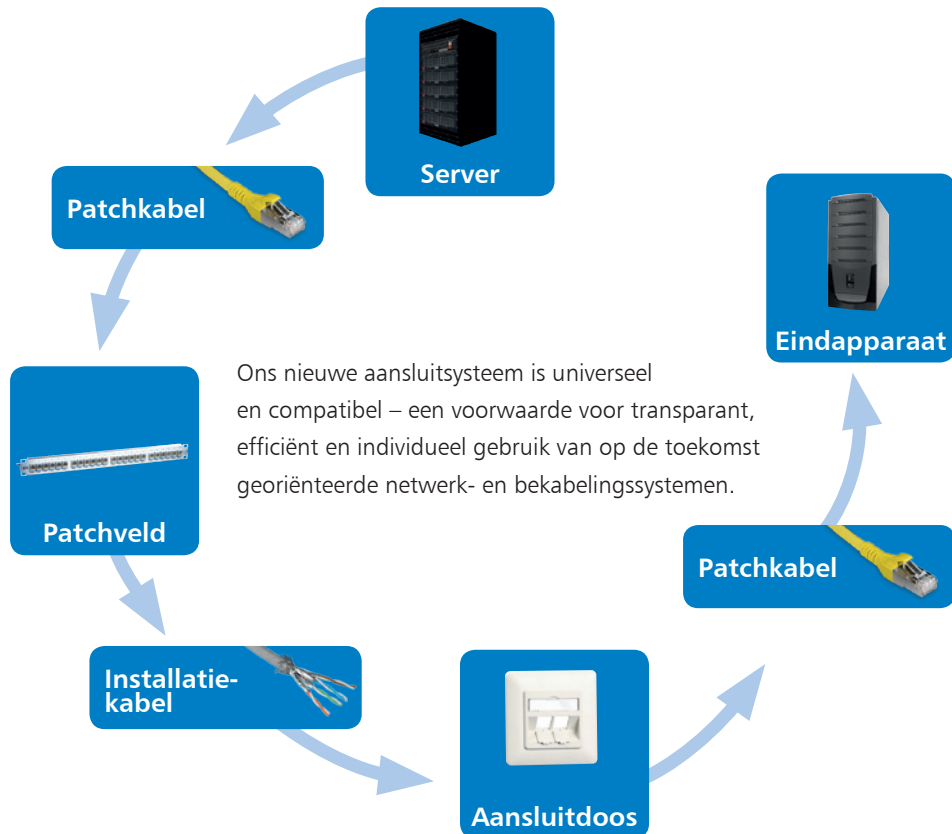 Server
Patchkabel
Eindapparaat
Ons nieuwe aansluitsysteem is universeel
en compatibel – een voorwaarde voor transparant,
efficiënt en individueel gebruik van op de toekomst
georiënteerde netwerk- en bekabelingssystemen.
Patchveld
Patchkabel
Installatie-
kabel
Aansluitdoos